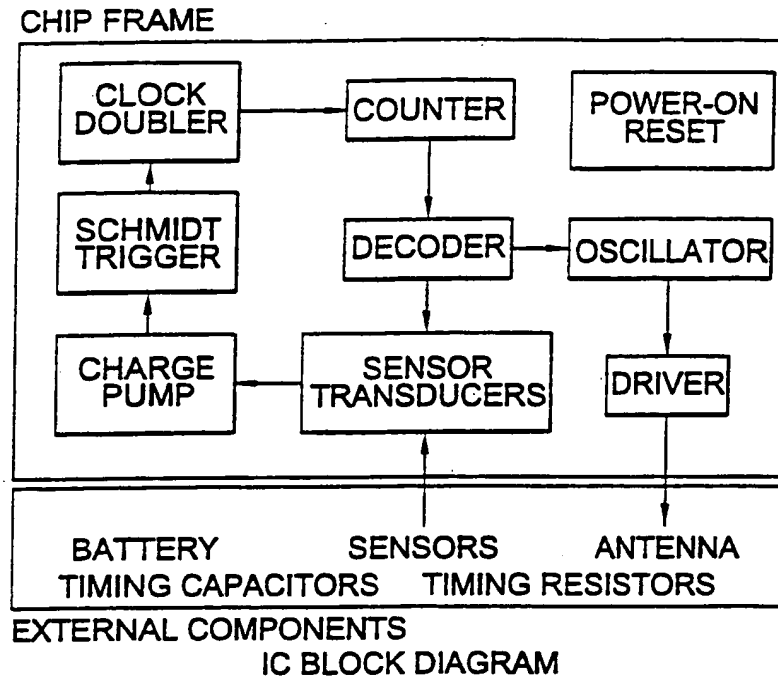 CHIP FRAME
CLOCK
DOUBLER
COUNTER
POWER-ON
RESET
SCHMIDT
TRIGGER
DECODER
OSCILLATOR
CHARGE
PUMP
SENSOR
TRANSDUCERS
DRIVER
BATTERY
SENSORS
ANTENNA
TIMING CAPACITORS
TIMING RESISTORS
EXTERNAL COMPONENTS
IC BLOCK DIAGRAM